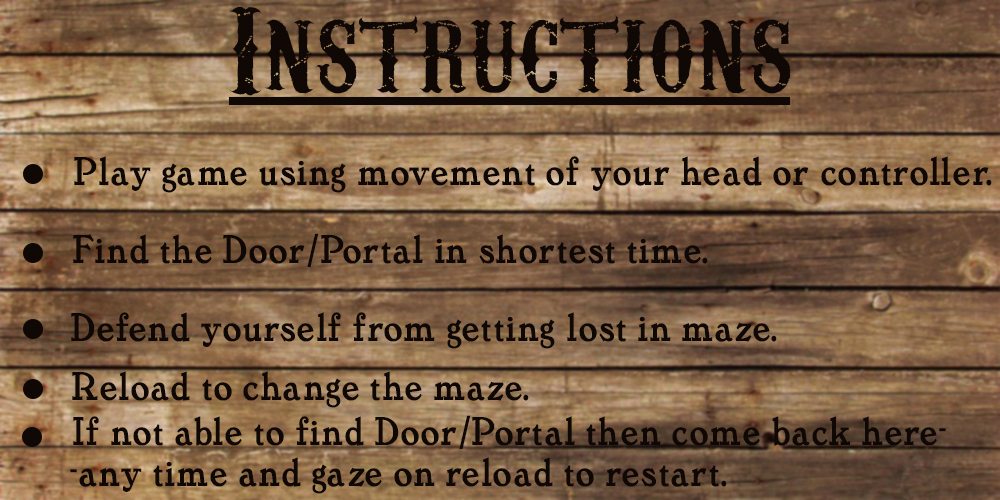 Instructions
● Play game using movement of your head or controller.
● Find the Door/Portal in shortest time.
● Defend yourself from getting lost in maze.
● Reload to change the maze.
● If not able to find Door/Portal then come back here-
-any time and gaze on reload to restart.